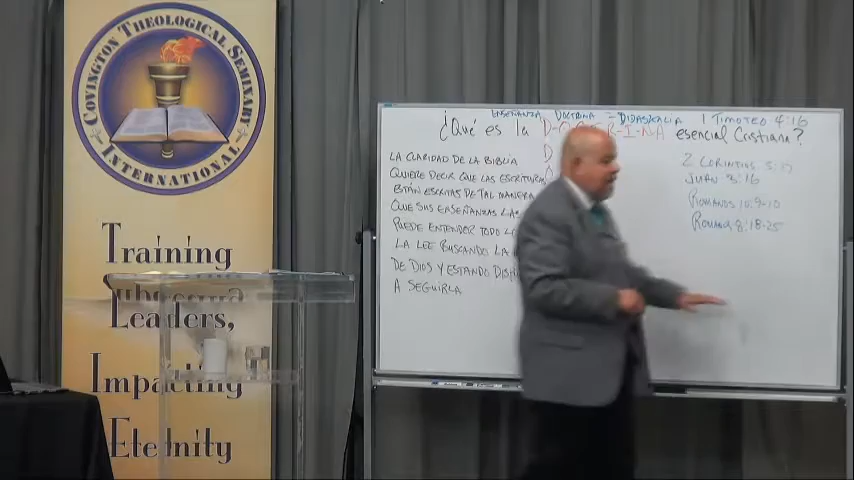 COVINGTON THEOLOGICAL SEMINARY
INTERNATIONAL
Training
Leaders,
Impacting
Eternity
ENSEÑANZA DOCTRINA - DIDASKALIA 1 TIMOTEO 4:16
¿Qué es la D-O-C-T-R-I-N-A esencial Cristiana?
D
LA CLARIDAD DE LA BIBLIA
QUIERE DECIR QUE LAS ESCRITURAS
ESTÁN ESCRITAS DE TAL MANERA
QUE SUS ENSEÑANZAS LAS
PUEDE ENTENDER TODO
LA LEE BUSCANDO LA
DE DIOS Y ESTANDO
A SEGUIRLA
2 CORINTIOS 5:17
JUAN 3:16
ROMANOS 10:9-10
ROMANOS 8:18-25